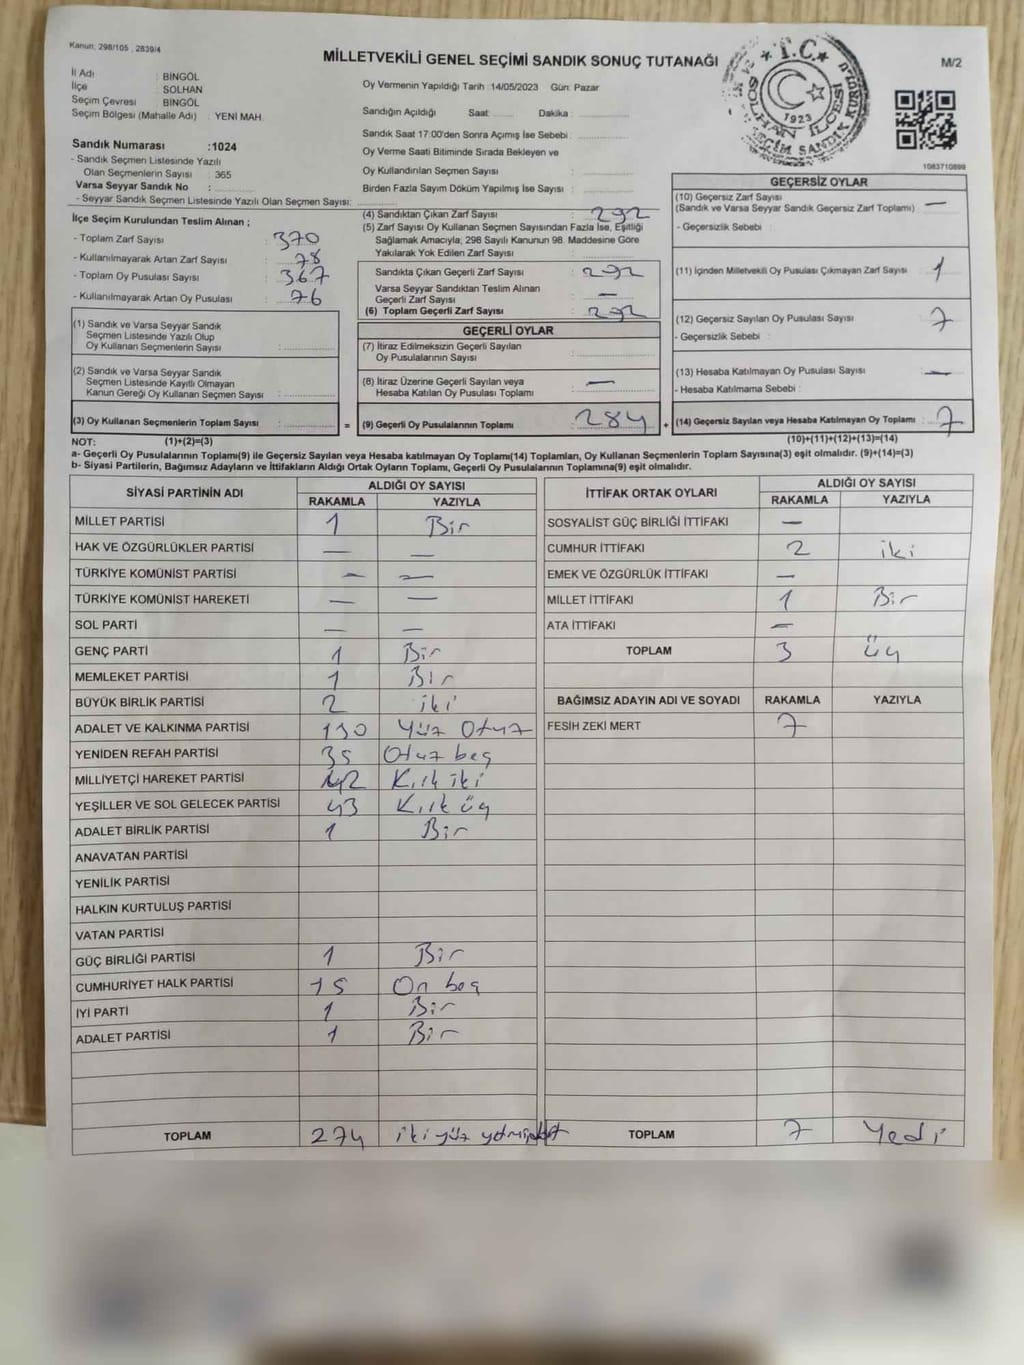 Kanun; 298/105 , 2839/4
MİLLETVEKİLİ GENEL SEÇİMİ SANDIK SONUÇ TUTANAĞI
M/2
T.C.
1923
1083710899
İl Adı : BİNGÖL
İlçe SOLHAN
Seçim Çevresi : BİNGÖL
Seçim Bölgesi (Mahalle Adı) : YENİ MAH.
Sandık Numarası :1024
- Sandık Seçmen Listesinde Yazılı
Olan Seçmenlerin Sayısı : 365
Varsa Seyyar Sandık No :
- Seyyar Sandık Seçmen Listesinde Yazılı Olan Seçmen Sayısı:
Oy Vermenin Yapıldığı Tarih :14/05/2023 Gün: Pazar
Sandığın Açıldığı Saat: Dakika :
Sandık Saat 17:00'den Sonra Açımış İse Sebebi :
Oy Verme Saati Bitiminde Sırada Bekleyen ve
Oy Kullandırılan Seçmen Sayısı :
Birden Fazla Sayım Döküm Yapılmış İse Sayısı :
İlçe Seçim Kurulundan Teslim Alınan ;
- Toplam Zarf Sayısı : 370
- Kullanılmayarak Artan Zarf Sayısı : 78
- Toplam Oy Pusulası Sayısı : 367
- Kullanılmayarak Artan Oy Pusulası : 76
(1) Sandık ve Varsa Seyyar Sandık
Seçmen Listesinde Yazılı Olup
Oy Kullanan Seçmenlerin Sayısı :
(2) Sandık ve Varsa Seyyar Sandık
Seçmen Listesinde Kayıtlı Olmayan
Kanun Gereği Oy Kullanan Seçmen Sayısı :
(3) Oy Kullanan Seçmenlerin Toplam Sayısı : =
(4) Sandıktan Çıkan Zarf Sayısı : 292
(5) Zarf Sayısı Oy Kullanan Seçmen Sayısından Fazla İse, Eşitliği
Sağlamak Amacıyla, 298 Sayılı Kanunun 98. Maddesine Göre
Yakılarak Yok Edilen Zarf Sayısı :
Sandıkta Çıkan Geçerli Zarf Sayısı : 292
Varsa Seyyar Sandıktan Teslim Alınan
Geçerli Zarf Sayısı : —
(6) Toplam Geçerli Zarf Sayısı : 292
GEÇERLİ OYLAR
(7) İtiraz Edilmeksizin Geçerli Sayılan
Oy Pusulalarının Sayısı :
(8) İtiraz Üzerine Geçerli Sayılan veya
Hesaba Katılan Oy Pusulası Toplamı : —
(9) Geçerli Oy Pusulalarının Toplamı : 284 +
GEÇERSİZ OYLAR
(10) Geçersiz Zarf Sayısı
(Sandık ve Varsa Seyyar Sandık Geçersiz Zarf Toplamı) : —
- Geçersizlik Sebebi :
(11) İçinden Milletvekili Oy Pusulası Çıkmayan Zarf Sayısı : 1
(12) Geçersiz Sayılan Oy Pusulası Sayısı : 7
- Geçersizlik Sebebi :
(13) Hesaba Katılmayan Oy Pusulası Sayısı : —
- Hesaba Katılmama Sebebi :
(14) Geçersiz Sayılan veya Hesaba Katılmayan Oy Toplamı : 7
NOT: (1)+(2)=(3) (10)+(11)+(12)+(13)=(14)
a- Geçerli Oy Pusulalarının Toplamı(9) ile Geçersiz Sayılan veya Hesaba katılmayan Oy Toplamı(14) Toplamları, Oy Kullanan Seçmenlerin Toplam Sayısına(3) eşit olmalıdır. (9)+(14)=(3)
b- Siyasi Partilerin, Bağımsız Adayların ve İttifakların Aldığı Ortak Oyların Toplamı, Geçerli Oy Pusulalarının Toplamına(9) eşit olmalıdır.
SİYASİ PARTİNİN ADI ALDIĞI OY SAYISI
RAKAMLA YAZIYLA
MİLLET PARTİSİ 1 Bir
HAK VE ÖZGÜRLÜKLER PARTİSİ — —
TÜRKİYE KOMÜNİST PARTİSİ — —
TÜRKİYE KOMÜNİST HAREKETİ — —
SOL PARTİ — —
GENÇ PARTİ 1 Bir
MEMLEKET PARTİSİ 1 Bir
BÜYÜK BİRLİK PARTİSİ 2 iki
ADALET VE KALKINMA PARTİSİ 130 Yüz Otuz
YENİDEN REFAH PARTİSİ 35 Otuz beş
MİLLİYETÇİ HAREKET PARTİSİ 42 Kırk iki
YEŞİLLER VE SOL GELECEK PARTİSİ 43 Kırk üç
ADALET BİRLİK PARTİSİ 1 Bir
ANAVATAN PARTİSİ
YENİLİK PARTİSİ
HALKIN KURTULUŞ PARTİSİ
VATAN PARTİSİ
GÜÇ BİRLİĞİ PARTİSİ 1 Bir
CUMHURİYET HALK PARTİSİ 15 On beş
İYİ PARTİ 1 Bir
ADALET PARTİSİ 1 Bir
TOPLAM 274 iki yüz
İTTİFAK ORTAK OYLARI ALDIĞI OY SAYISI
RAKAMLA YAZIYLA
SOSYALİST GÜÇ BİRLİĞİ İTTİFAKI —
CUMHUR İTTİFAKI 2 iki
EMEK VE ÖZGÜRLÜK İTTİFAKI —
MİLLET İTTİFAKI 1 Bir
ATA İTTİFAKI —
TOPLAM 3 üç
BAĞIMSIZ ADAYIN ADI VE SOYADI RAKAMLA YAZIYLA
FESİH ZEKİ MERT 7
TOPLAM 7 Yedi